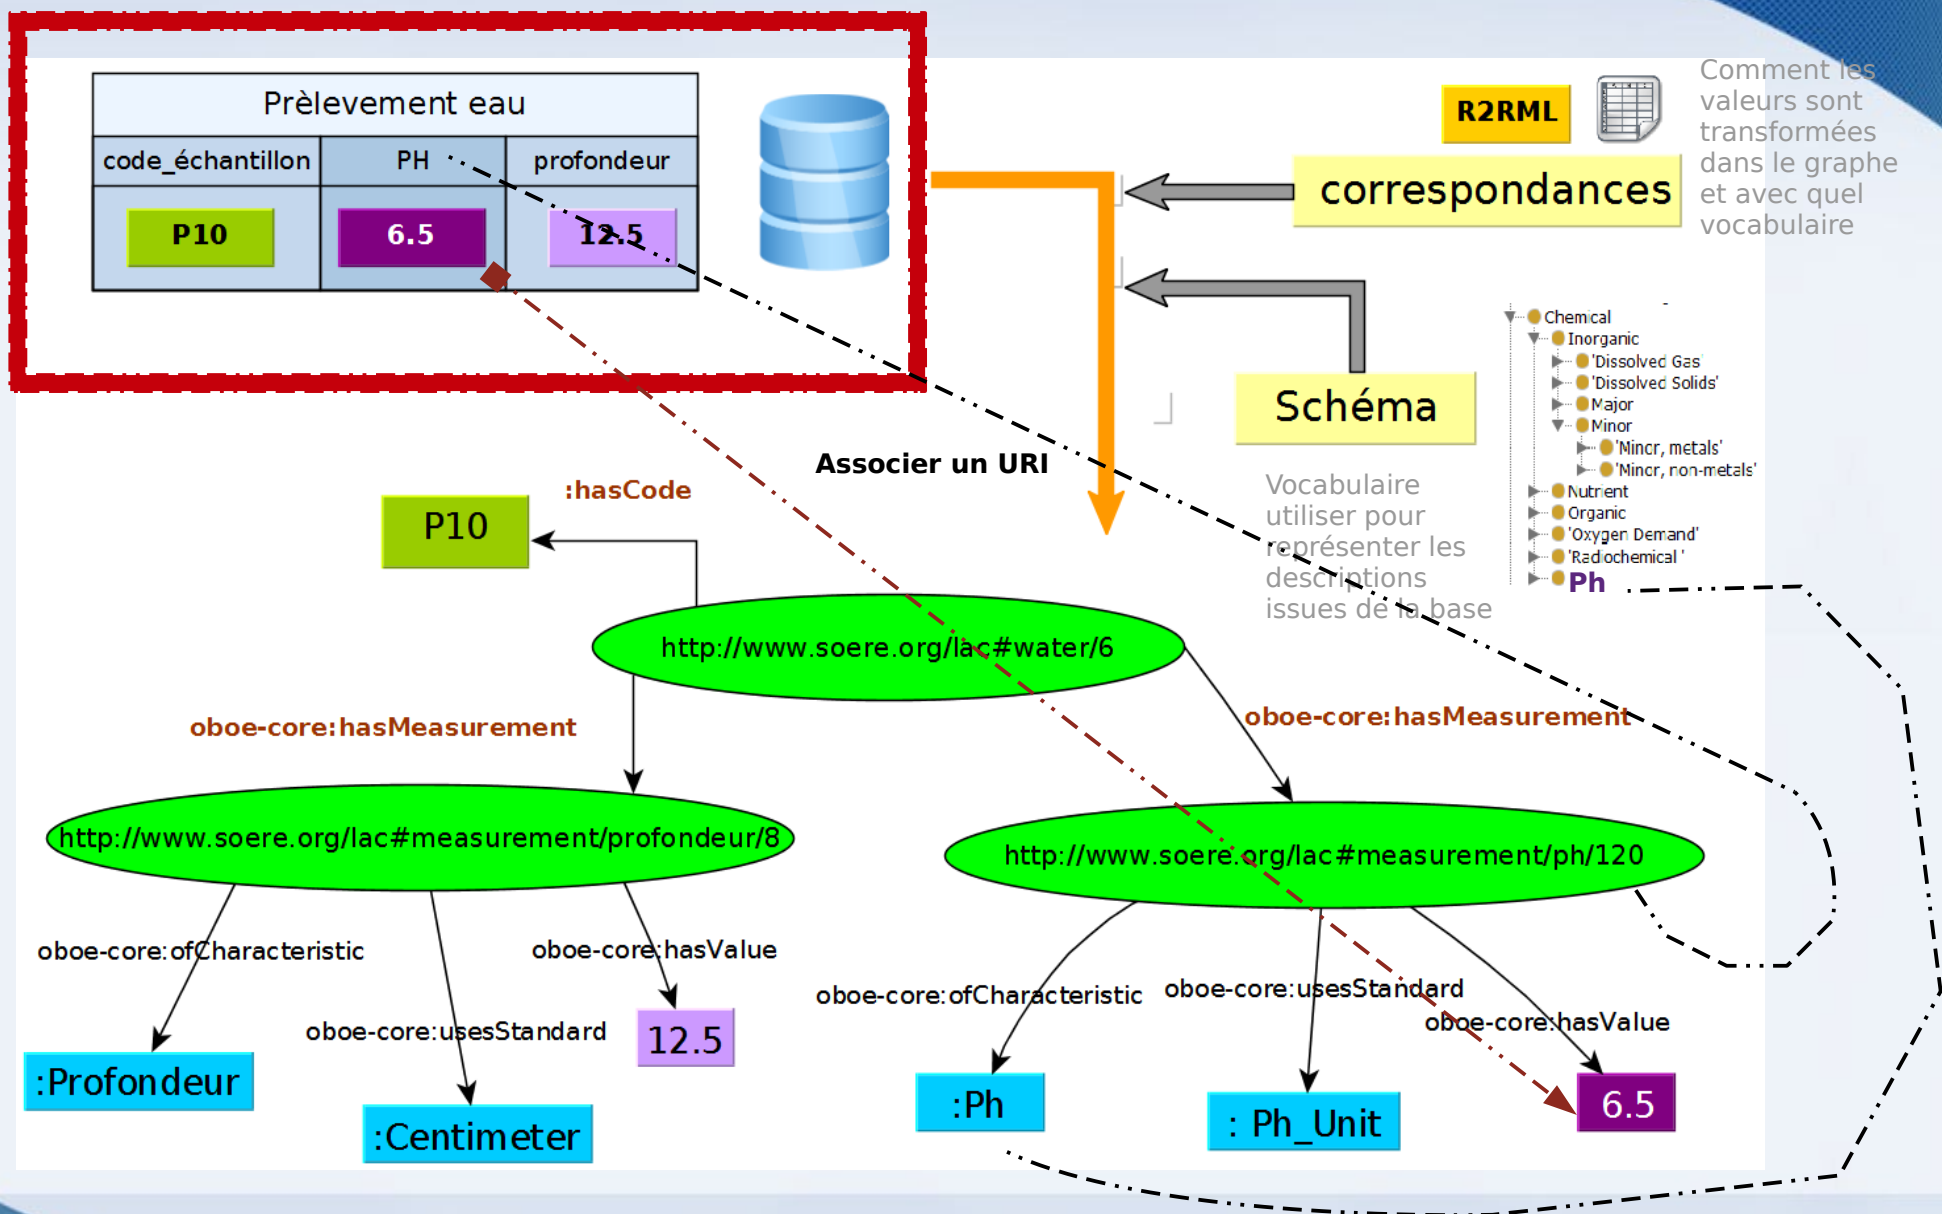 Prèlevement eau
code_échantillon PH profondeur
P10 6.5 12.5
R2RML
correspondances
Comment les
valeurs sont
transformées
dans le graphe
et avec quel
vocabulaire
Schéma
Vocabulaire
utiliser pour
représenter les
descriptions
issues de la base
Chemical
Inorganic
'Dissolved Gas'
'Dissolved Solids'
Major
Minor
'Minor, metals'
'Minor, non-metals'
Nutrient
Organic
'Oxygen Demand'
'Radiochemical '
Ph
Associer un URI
:hasCode
P10
http://www.soere.org/lac#water/6
oboe-core:hasMeasurement
oboe-core:hasMeasurement
http://www.soere.org/lac#measurement/profondeur/8
http://www.soere.org/lac#measurement/ph/120
oboe-core:ofCharacteristic
oboe-core:hasValue
oboe-core:usesStandard
12.5
:Profondeur
:Centimeter
oboe-core:ofCharacteristic
oboe-core:usesStandard
oboe-core:hasValue
:Ph
: Ph_Unit
6.5